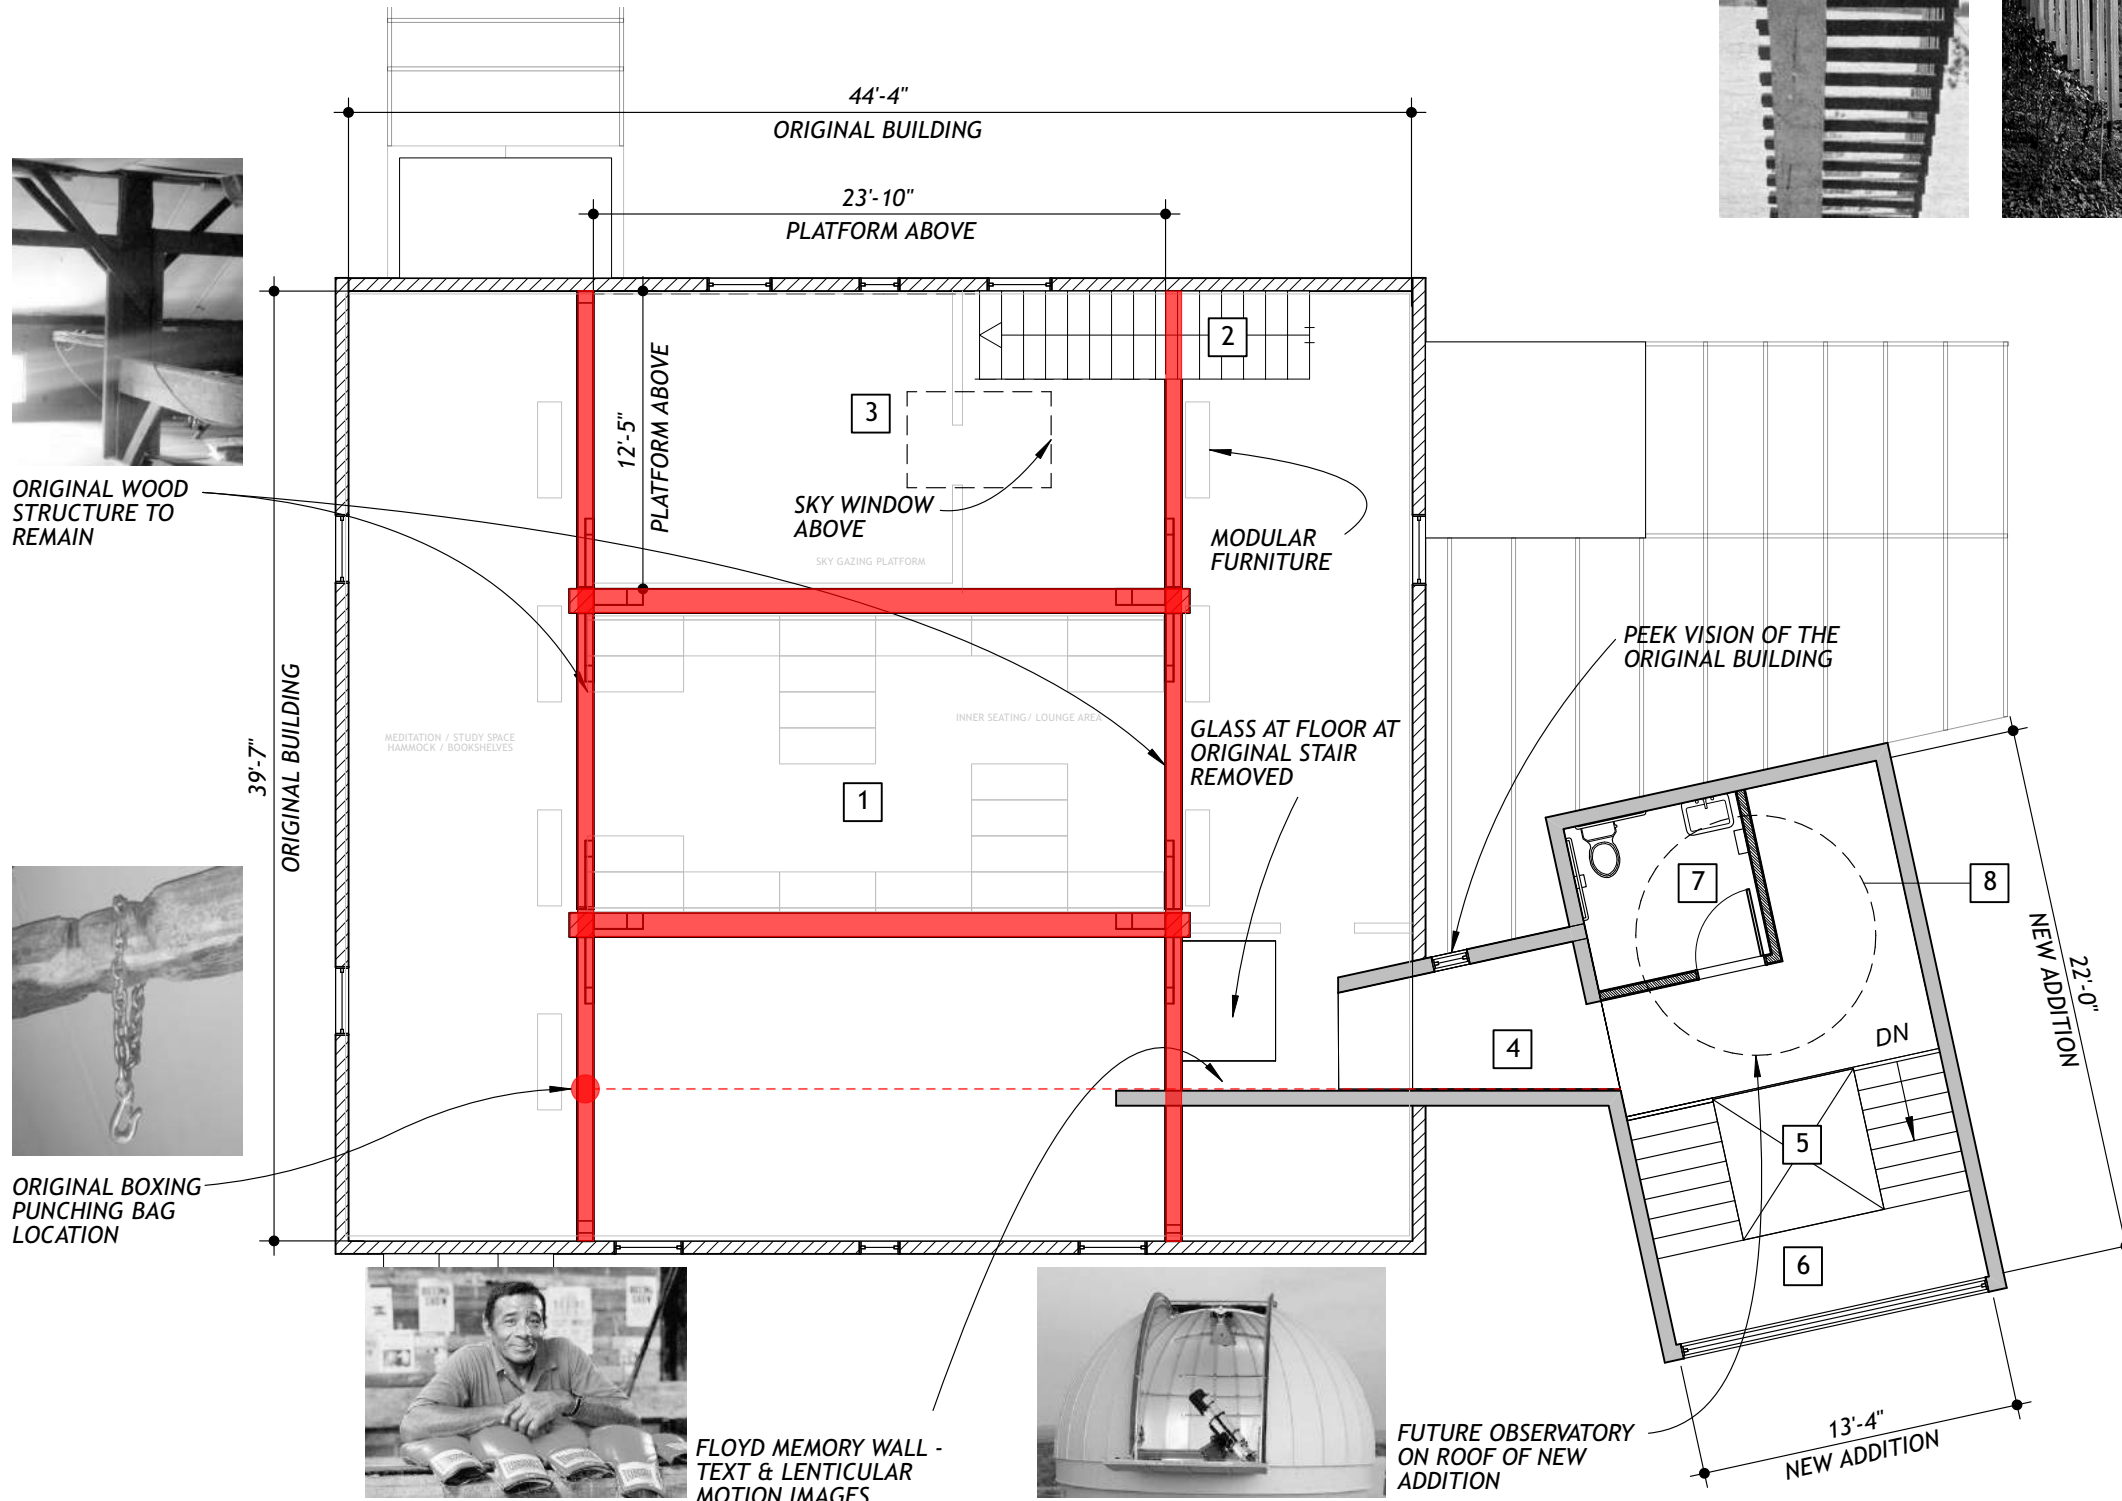 44'-4"
ORIGINAL BUILDING
23'-10"
PLATFORM ABOVE
2
3
12'-5"
PLATFORM ABOVE
ORIGINAL WOOD
STRUCTURE TO
REMAIN
SKY WINDOW
ABOVE
MODULAR
FURNITURE
SKY GAZING PLATFORM
PEEK VISION OF THE
ORIGINAL BUILDING
39'-7"
ORIGINAL BUILDING
MEDITATION / STUDY SPACE
HAMMOCK / BOOKSHELVES
INNER SEATING/ LOUNGE AREA
GLASS AT FLOOR AT
ORIGINAL STAIR
REMOVED
1
7
8
22'-0"
NEW ADDITION
4
DN
5
6
ORIGINAL BOXING
PUNCHING BAG
LOCATION
13'-4"
NEW ADDITION
FLOYD MEMORY WALL -
TEXT & LENTICULAR
MOTION IMAGES
FUTURE OBSERVATORY
ON ROOF OF NEW
ADDITION